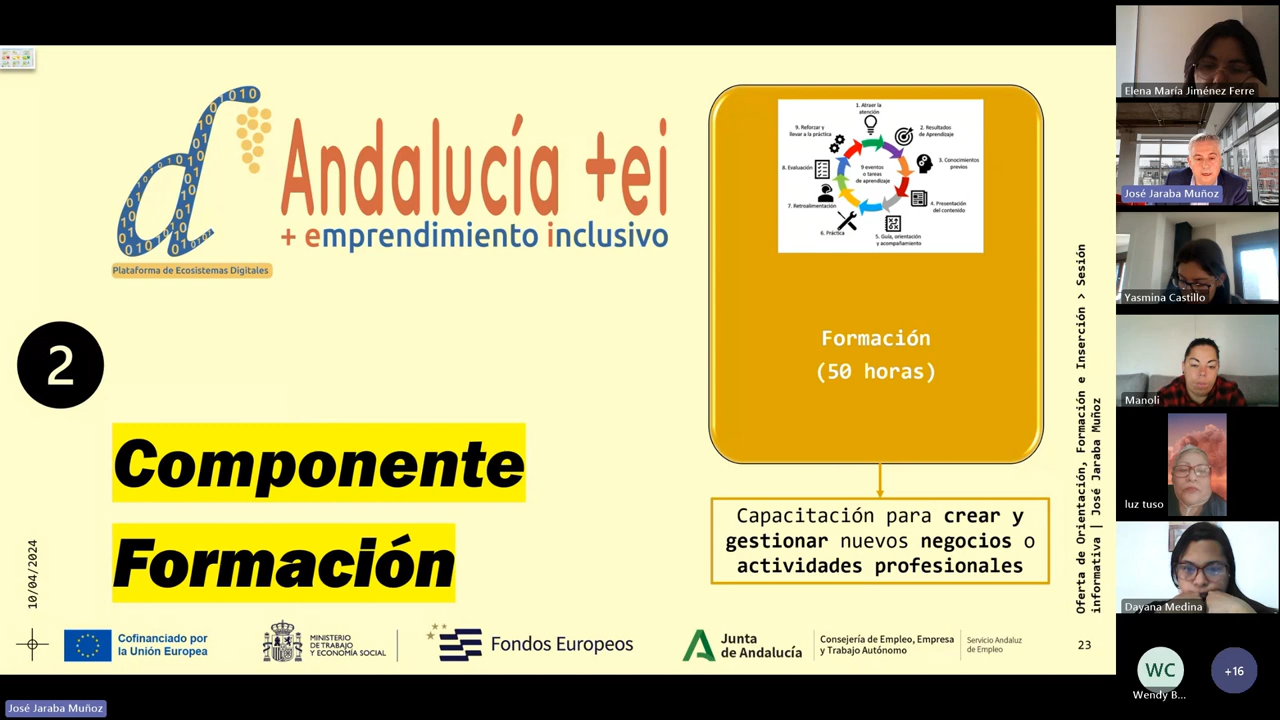 1010101
Andalucía +ei
+ emprendimiento inclusivo
Plataforma de Ecosistemas Digitales
2
Componente
Formación
1. Atraer la
atención
2. Resultados
de Aprendizaje
3. Conocimientos
previos
4. Presentación
del contenido
5. Guía, orientación
y acompañamiento
6. Práctica
7. Retroalimentación
8. Evaluación
9. Reforzar y
llevar a la práctica
9 eventos
o tareas
de aprendizaje
Formación
(50 horas)
Capacitación para crear y
gestionar nuevos negocios o
actividades profesionales
Oferta de Orientación, Formación e Inserción > Sesión
informativa | José Jaraba Muñoz
10/04/2024
Cofinanciado por
la Unión Europea
MINISTERIO
DE TRABAJO
Y ECONOMÍA SOCIAL
Fondos Europeos
Junta
de Andalucía
Consejería de Empleo, Empresa
y Trabajo Autónomo
Servicio Andaluz
de Empleo
23
Elena María Jiménez Ferre
José Jaraba Muñoz
Yasmina Castillo
Manoli
luz tuso
Dayana Medina
WC
Wendy B...
+16
José Jaraba Muñoz